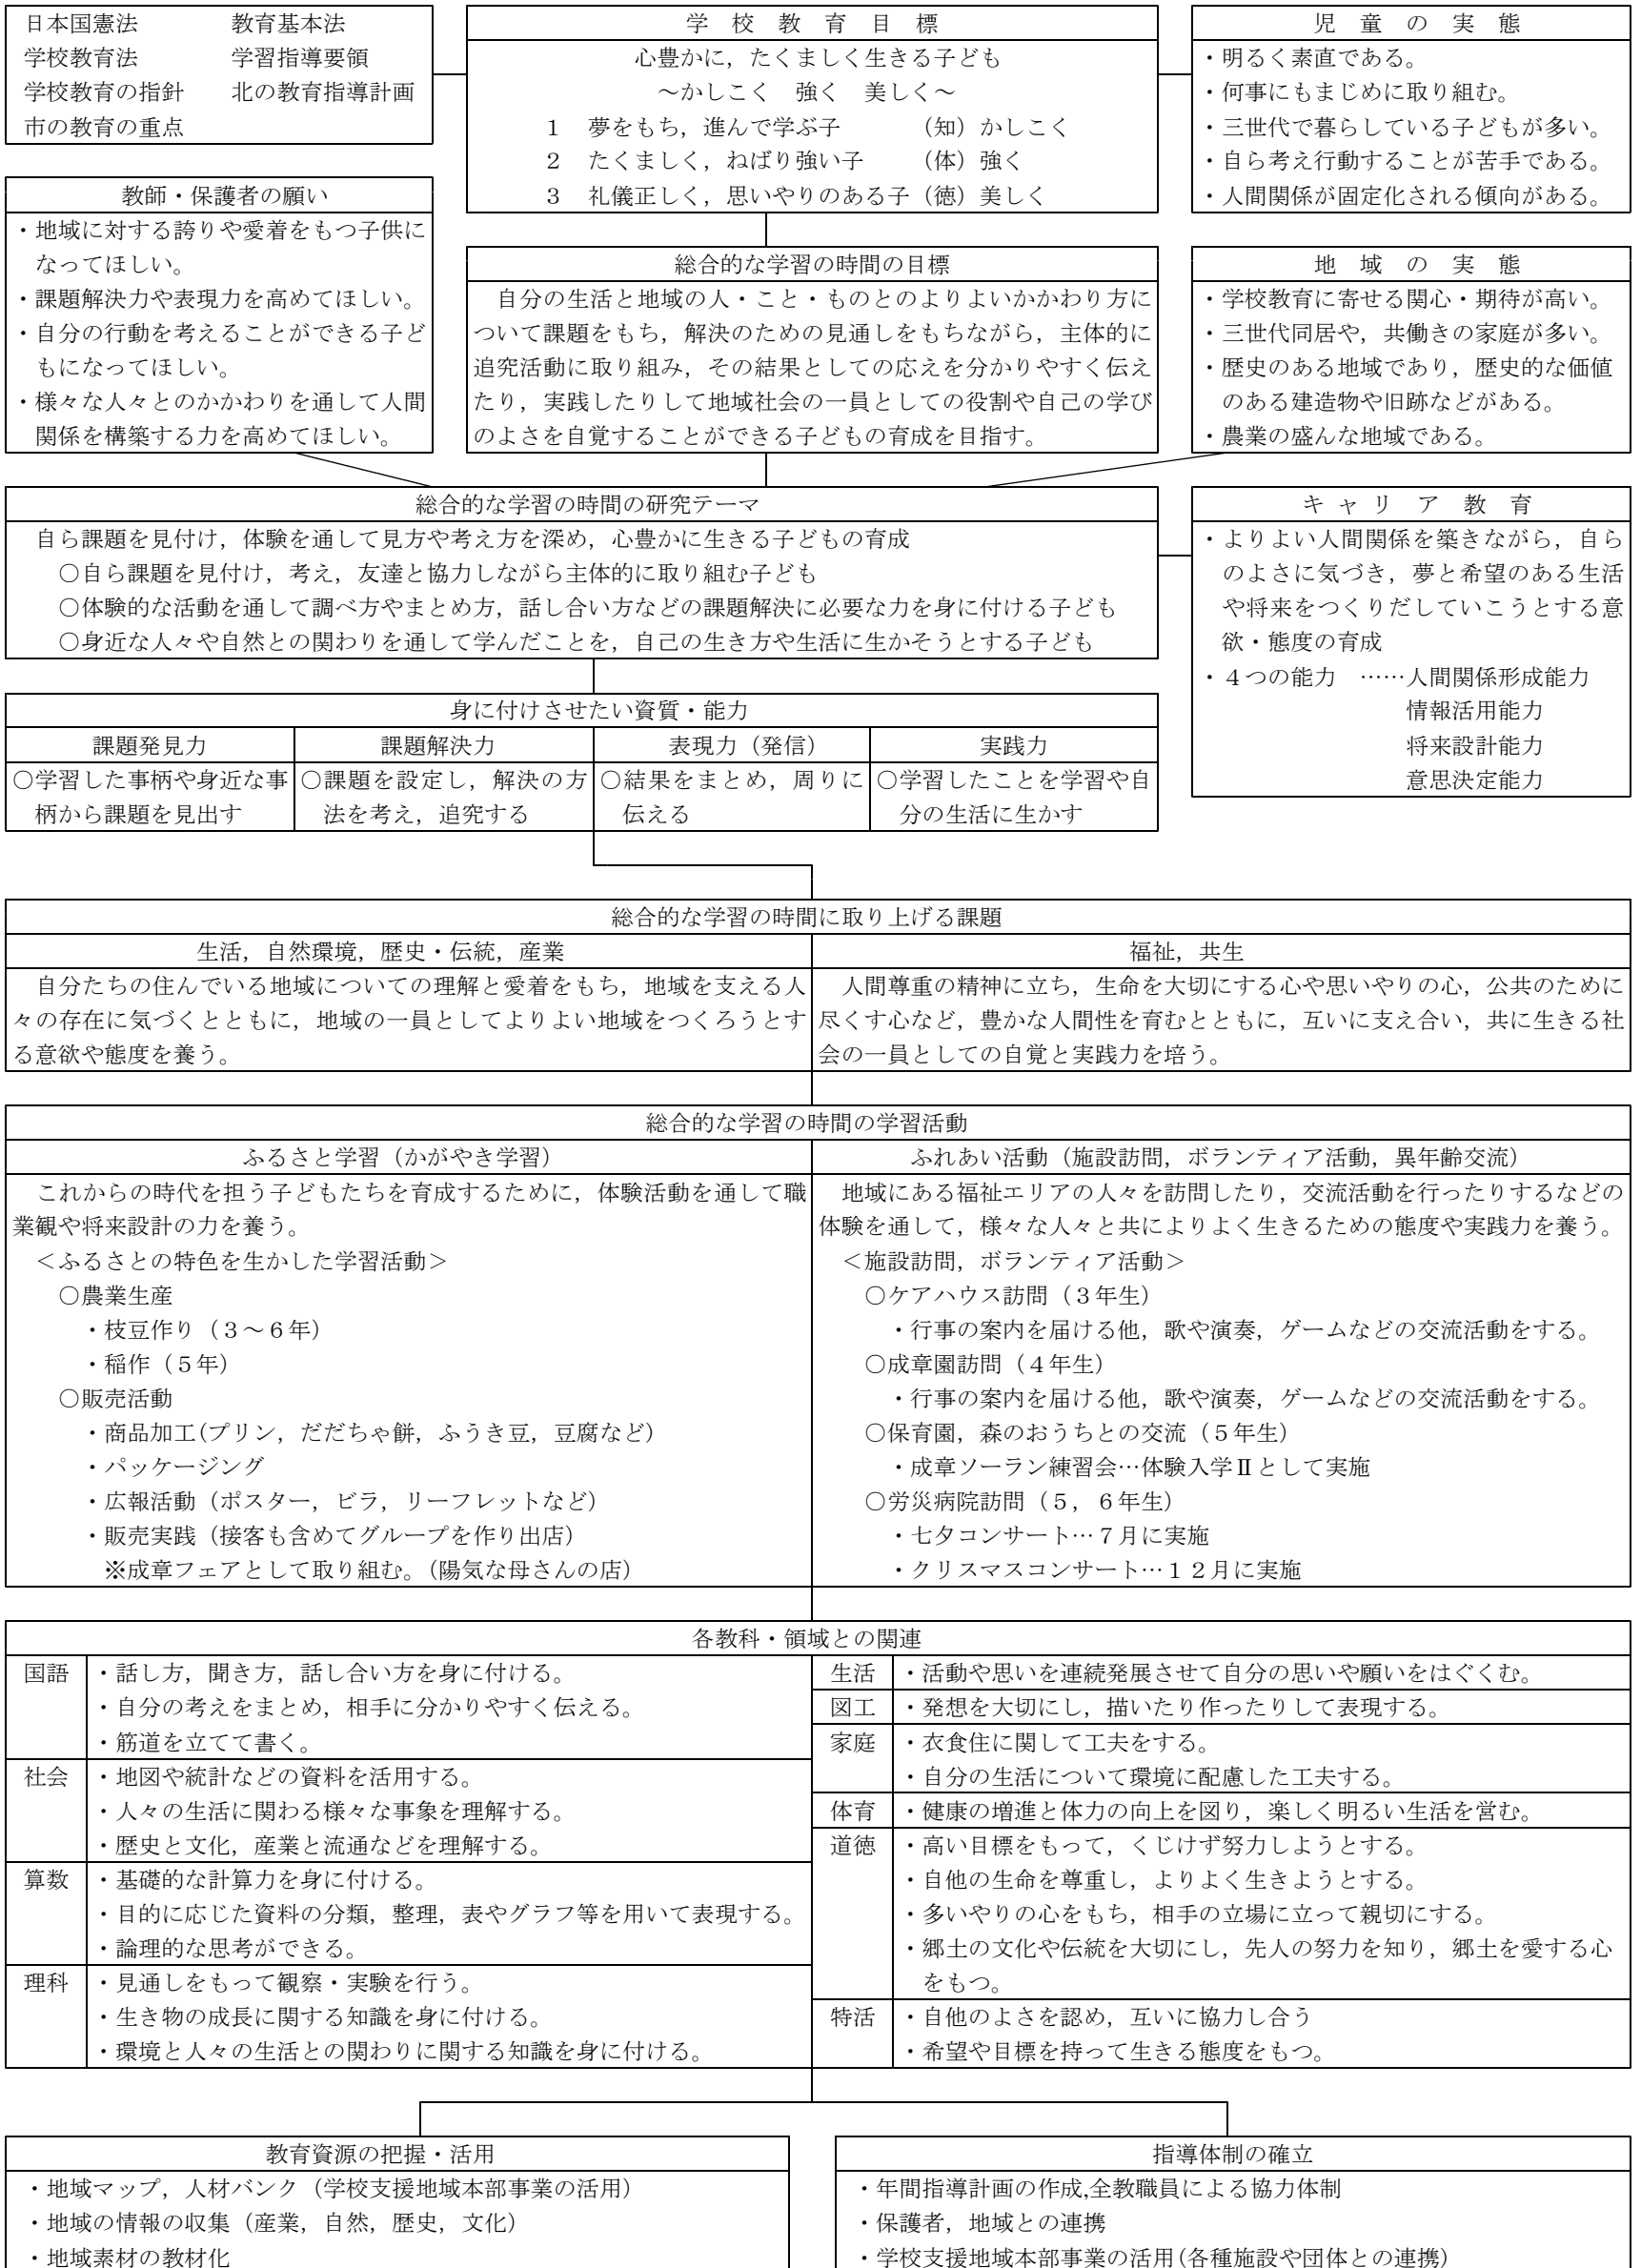 日本国憲法　　　　教育基本法
学校教育法　　　　学習指導要領
学校教育の指針　　北の教育指導計画
市の教育の重点
学　校　教　育　目　標
心豊かに，たくましく生きる子ども
～かしこく　強く　美しく～
１　夢をもち，進んで学ぶ子　　　（知）かしこく
２　たくましく，ねばり強い子　　（体）強く
３　礼儀正しく，思いやりのある子（徳）美しく
児　童　の　実　態
・明るく素直である。
・何事にもまじめに取り組む。
・三世代で暮らしている子どもが多い。
・自ら考え行動することが苦手である。
・人間関係が固定化される傾向がある。
教師・保護者の願い
・地域に対する誇りや愛着をもつ子供に
なってほしい。
・課題解決力や表現力を高めてほしい。
・自分の行動を考えることができる子ど
もになってほしい。
・様々な人々とのかかわりを通して人間
関係を構築する力を高めてほしい。
総合的な学習の時間の目標
自分の生活と地域の人・こと・ものとのよりよいかかわり方に
ついて課題をもち，解決のための見通しをもちながら，主体的に
追究活動に取り組み，その結果としての応えを分かりやすく伝え
たり，実践したりして地域社会の一員としての役割や自己の学び
のよさを自覚することができる子どもの育成を目指す。
地　域　の　実　態
・学校教育に寄せる関心・期待が高い。
・三世代同居や，共働きの家庭が多い。
・歴史のある地域であり，歴史的な価値
のある建造物や旧跡などがある。
・農業の盛んな地域である。
総合的な学習の時間の研究テーマ
自ら課題を見付け，体験を通して見方や考え方を深め，心豊かに生きる子どもの育成
○自ら課題を見付け，考え，友達と協力しながら主体的に取り組む子ども
○体験的な活動を通して調べ方やまとめ方，話し合い方などの課題解決に必要な力を身に付ける子ども
○身近な人々や自然との関わりを通して学んだことを，自己の生き方や生活に生かそうとする子ども
キ　ャ　リ　ア　教　育
・よりよい人間関係を築きながら，自ら
のよさに気づき，夢と希望のある生活
や将来をつくりだしていこうとする意
欲・態度の育成
・４つの能力　……人間関係形成能力
情報活用能力
将来設計能力
意思決定能力
身に付けさせたい資質・能力
課題発見力
○学習した事柄や身近な事
柄から課題を見出す
課題解決力
○課題を設定し，解決の方
法を考え，追究する
表現力（発信）
○結果をまとめ，周りに
伝える
実践力
○学習したことを学習や自
分の生活に生かす
総合的な学習の時間に取り上げる課題
生活，自然環境，歴史・伝統，産業
自分たちの住んでいる地域についての理解と愛着をもち，地域を支える人
々の存在に気づくとともに，地域の一員としてよりよい地域をつくろうとす
る意欲や態度を養う。
福祉，共生
人間尊重の精神に立ち，生命を大切にする心や思いやりの心，公共のために
尽くす心など，豊かな人間性を育むとともに，互いに支え合い，共に生きる社
会の一員としての自覚と実践力を培う。
総合的な学習の時間の学習活動
ふるさと学習（かがやき学習）
これからの時代を担う子どもたちを育成するために，体験活動を通して職
業観や将来設計の力を養う。
＜ふるさとの特色を生かした学習活動＞
○農業生産
・枝豆作り（３～６年）
・稲作（５年）
○販売活動
・商品加工（プリン，だだちゃ餅，ふうき豆，豆腐など）
・パッケージング
・広報活動（ポスター，ビラ，リーフレットなど）
・販売実践（接客も含めてグループを作り出店）
※成章フェアとして取り組む。（陽気な母さんの店）
ふれあい活動（施設訪問，ボランティア活動，異年齢交流）
地域にある福祉エリアの人々を訪問したり，交流活動を行ったりするなどの
体験を通して，様々な人々と共によりよく生きるための態度や実践力を養う。
＜施設訪問，ボランティア活動＞
○ケアハウス訪問（３年生）
・行事の案内を届ける他，歌や演奏，ゲームなどの交流活動をする。
○成章園訪問（４年生）
・行事の案内を届ける他，歌や演奏，ゲームなどの交流活動をする。
○保育園，森のおうちとの交流（５年生）
・成章ソーラン練習会…体験入学Ⅱとして実施
○労災病院訪問（５，６年生）
・七夕コンサート…７月に実施
・クリスマスコンサート…１２月に実施
各教科・領域との関連
国語　・話し方，聞き方，話し合い方を身に付ける。
・自分の考えをまとめ，相手に分かりやすく伝える。
・筋道を立てて書く。
社会　・地図や統計などの資料を活用する。
・人々の生活に関わる様々な事象を理解する。
・歴史と文化，産業と流通などを理解する。
算数　・基礎的な計算力を身に付ける。
・目的に応じた資料の分類，整理，表やグラフ等を用いて表現する。
・論理的な思考ができる。
理科　・見通しをもって観察・実験を行う。
・生き物の成長に関する知識を身に付ける。
・環境と人々の生活との関わりに関する知識を身に付ける。
生活　・活動や思いを連続発展させて自分の思いや願いをはぐくむ。
図工　・発想を大切にし，描いたり作ったりして表現する。
家庭　・衣食住に関して工夫をする。
・自分の生活について環境に配慮した工夫する。
体育　・健康の増進と体力の向上を図り，楽しく明るい生活を営む。
道徳　・高い目標をもって，くじけず努力しようとする。
・自他の生命を尊重し，よりよく生きようとする。
・多いやりの心をもち，相手の立場に立って親切にする。
・郷土の文化や伝統を大切にし，先人の努力を知り，郷土を愛する心
をもつ。
特活　・自他のよさを認め，互いに協力し合う
・希望や目標を持って生きる態度をもつ。
教育資源の把握・活用
・地域マップ，人材バンク（学校支援地域本部事業の活用）
・地域の情報の収集（産業，自然，歴史，文化）
・地域素材の教材化
指導体制の確立
・年間指導計画の作成,全教職員による協力体制
・保護者，地域との連携
・学校支援地域本部事業の活用(各種施設や団体との連携)